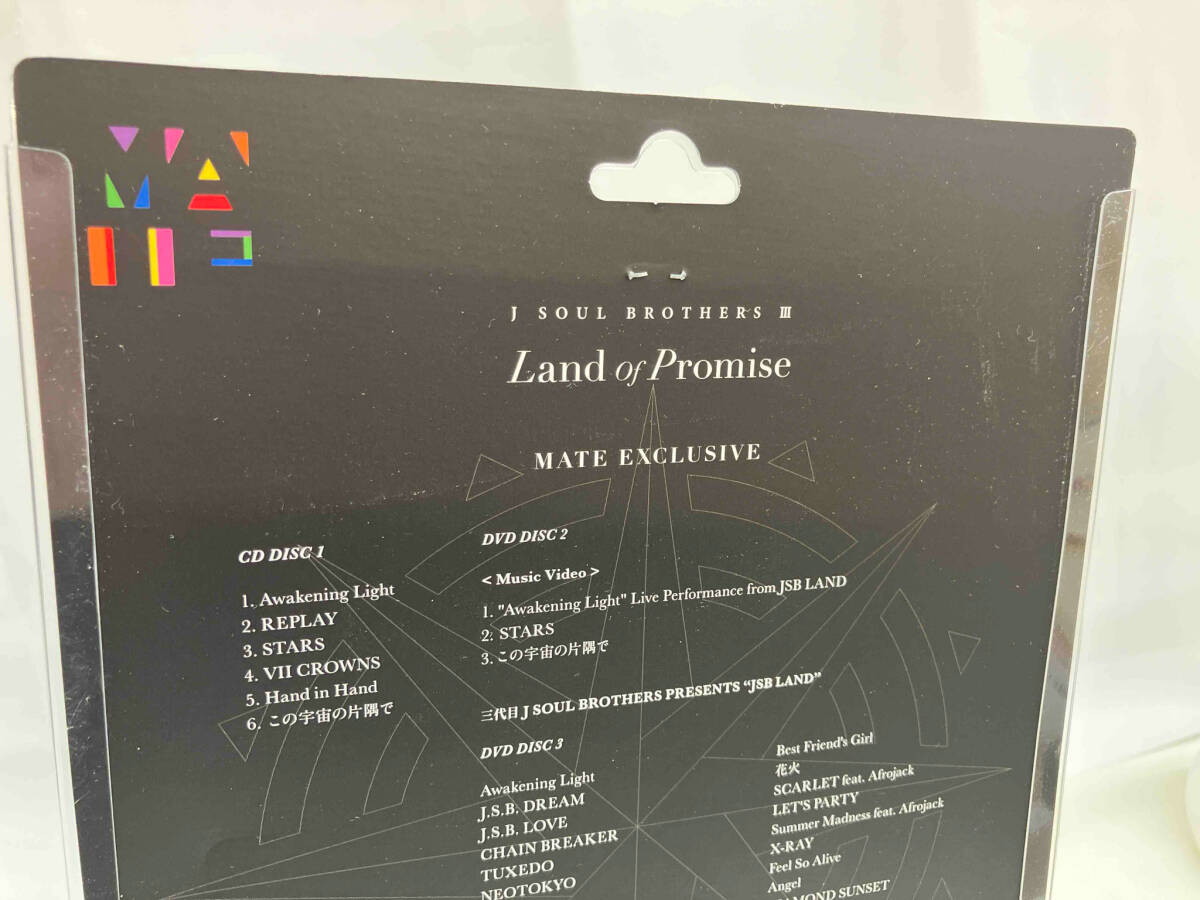 J SOUL BROTHERS III
Land of Promise
MATE EXCLUSIVE
CD DISC 1
1. Awakening Light
2. REPLAY
3. STARS
4. VII CROWNS
5. Hand in Hand
6. この宇宙の片隅で
DVD DISC 2
< Music Video >
1. "Awakening Light" Live Performance from JSB LAND
2. STARS
3. この宇宙の片隅で
三代目 J SOUL BROTHERS PRESENTS “JSB LAND”
DVD DISC 3
Awakening Light
J.S.B. DREAM
J.S.B. LOVE
CHAIN BREAKER
TUXEDO
NEOTOKYO
Best Friend's Girl
花火
SCARLET feat. Afrojack
LET'S PARTY
Summer Madness feat. Afrojack
X-RAY
Feel So Alive
Angel
DIAMOND SUNSET